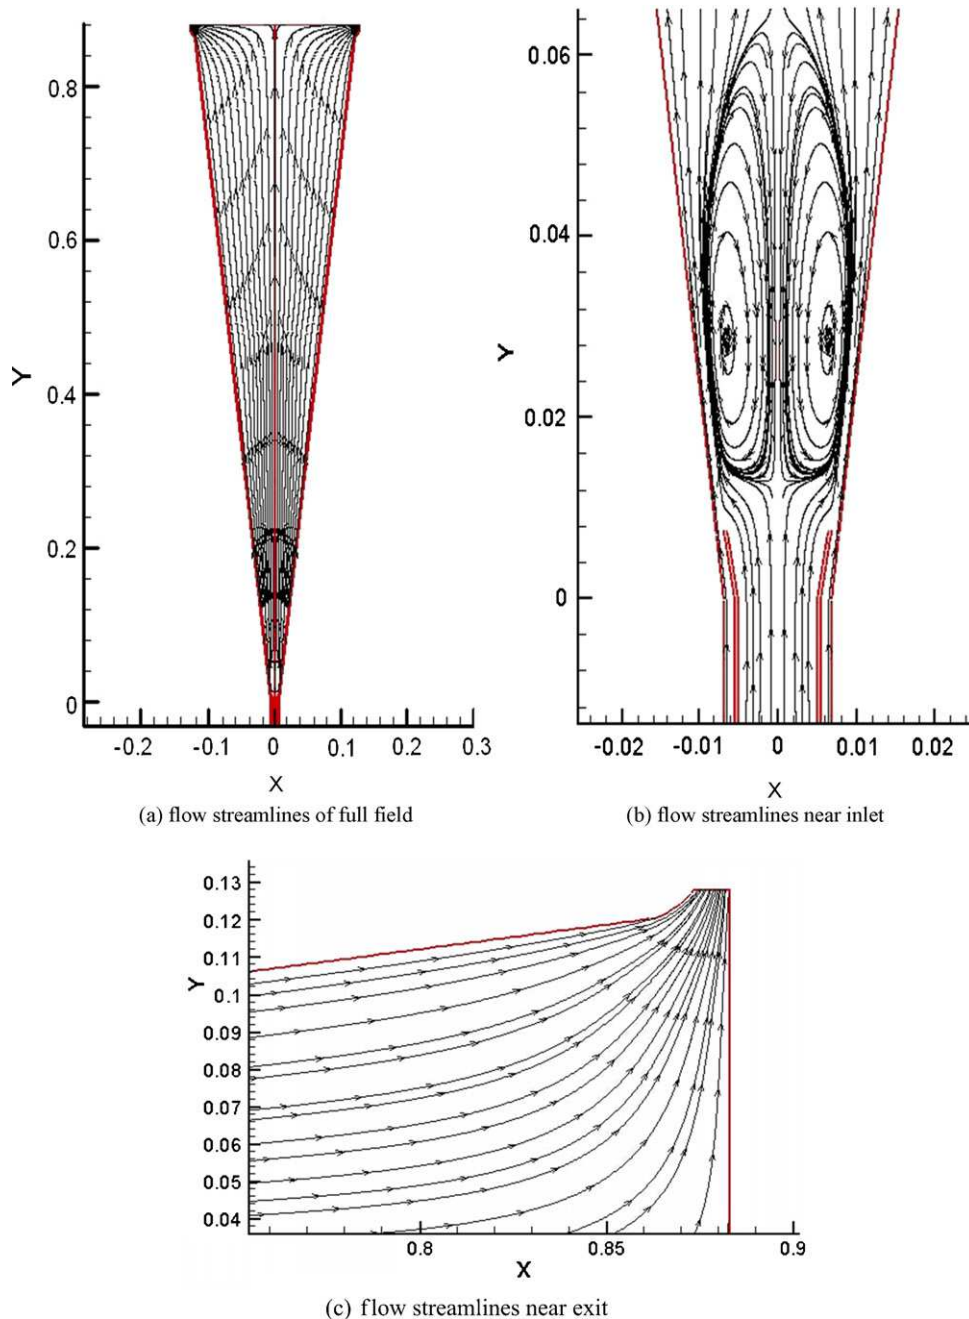 0.8
0.6
Y
0.4
0.2
0
-0.2 -0.1 0 0.1 0.2 0.3
X
(a) flow streamlines of full field
0.06
0.04
Y
0.02
0
-0.02 -0.01 0 0.01 0.02
X
(b) flow streamlines near inlet
0.13
0.12
0.11
Y
0.1
0.09
0.08
0.07
0.06
0.05
0.04
0.8 0.85 0.9
X
(c) flow streamlines near exit